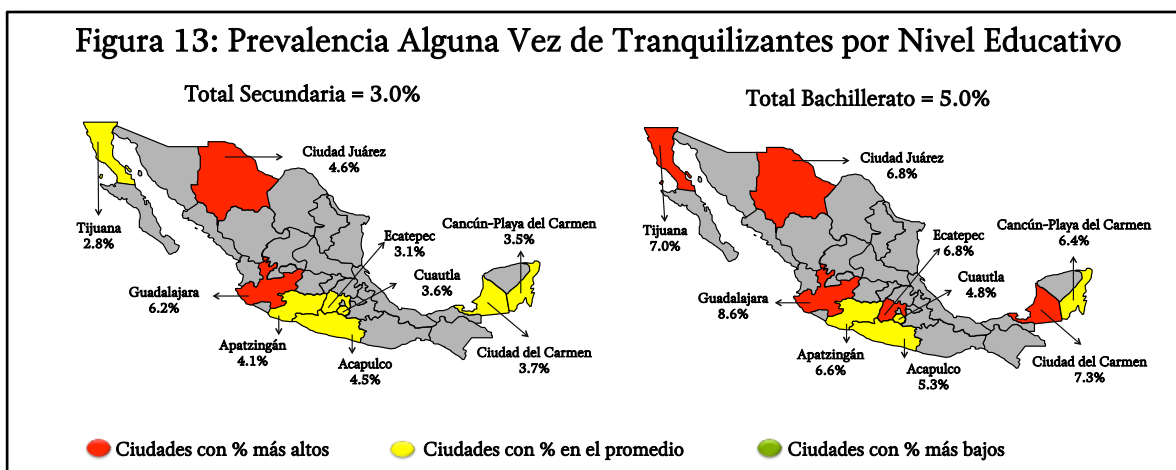 Figura 13: Prevalencia Alguna Vez de Tranquilizantes por Nivel Educativo
Total Secundaria = 3.0%
Ciudad Juárez
4.6%
Tijuana
2.8%
Cancún-Playa del Carmen
3.5%
Ecatepec
3.1%
Cuautla
3.6%
Guadalajara
6.2%
Apatzingán
4.1%
Acapulco
4.5%
Ciudad del Carmen
3.7%
Total Bachillerato = 5.0%
Ciudad Juárez
6.8%
Tijuana
7.0%
Cancún-Playa del Carmen
6.4%
Ecatepec
6.8%
Cuautla
4.8%
Guadalajara
8.6%
Apatzingán
6.6%
Acapulco
5.3%
Ciudad del Carmen
7.3%
Ciudades con % más altos
Ciudades con % en el promedio
Ciudades con % más bajos